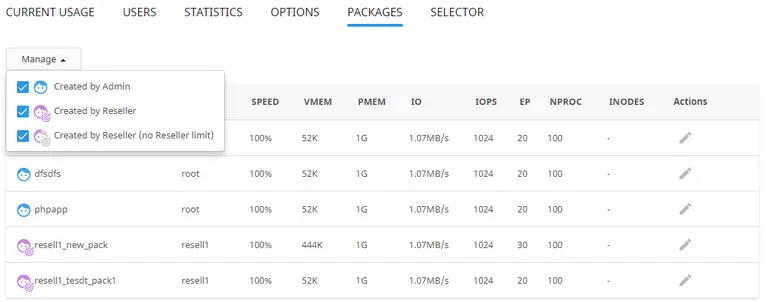 CURRENT USAGE USERS STATISTICS OPTIONS PACKAGES SELECTOR
Manage
Created by Admin
Created by Reseller
Created by Reseller (no Reseller limit)
SPEED VMEM PMEM IO IOPS EP NPROC INODES Actions
100% 52K 1G 1.07MB/s 1024 20 100 -
dfsdfs root 100% 52K 1G 1.07MB/s 1024 20 100 -
phpapp root 100% 52K 1G 1.07MB/s 1024 20 100 -
resell1_new_pack resell1 100% 444K 1G 1.07MB/s 1024 30 100 -
resell1_tesdt_pack1 resell1 100% 52K 1G 1.07MB/s 1024 20 100 -